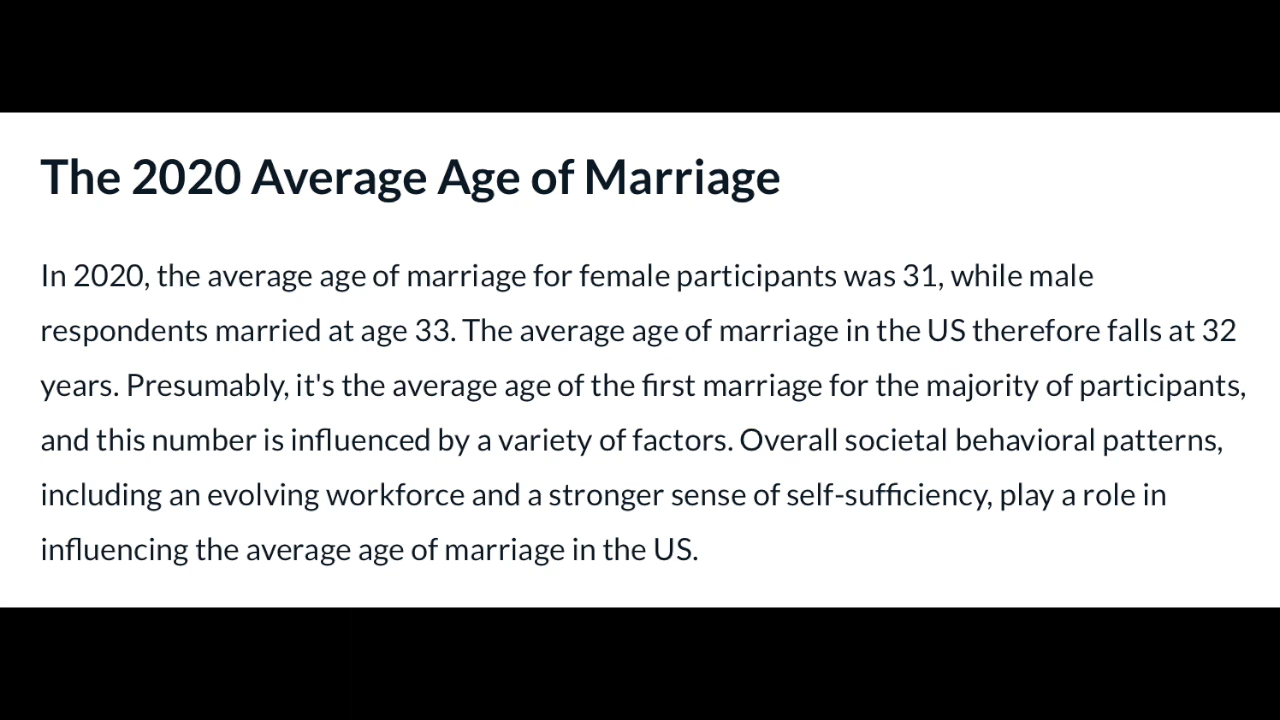 The 2020 Average Age of Marriage
In 2020, the average age of marriage for female participants was 31, while male
respondents married at age 33. The average age of marriage in the US therefore falls at 32
years. Presumably, it's the average age of the first marriage for the majority of participants,
and this number is influenced by a variety of factors. Overall societal behavioral patterns,
including an evolving workforce and a stronger sense of self-sufficiency, play a role in
influencing the average age of marriage in the US.